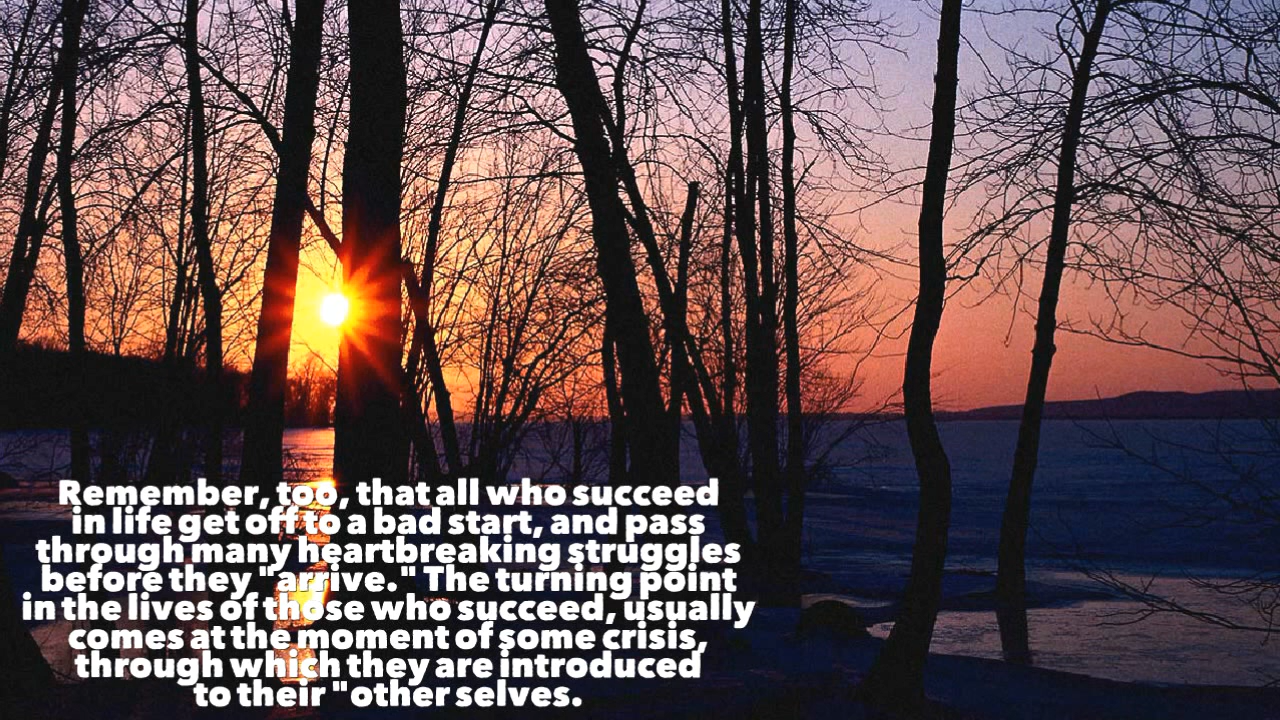 Remember, too, that all who succeed
in life get off to a bad start, and pass
through many heartbreaking struggles
before they "arrive." The turning point
in the lives of those who succeed, usually
comes at the moment of some crisis,
through which they are introduced
to their "other selves.